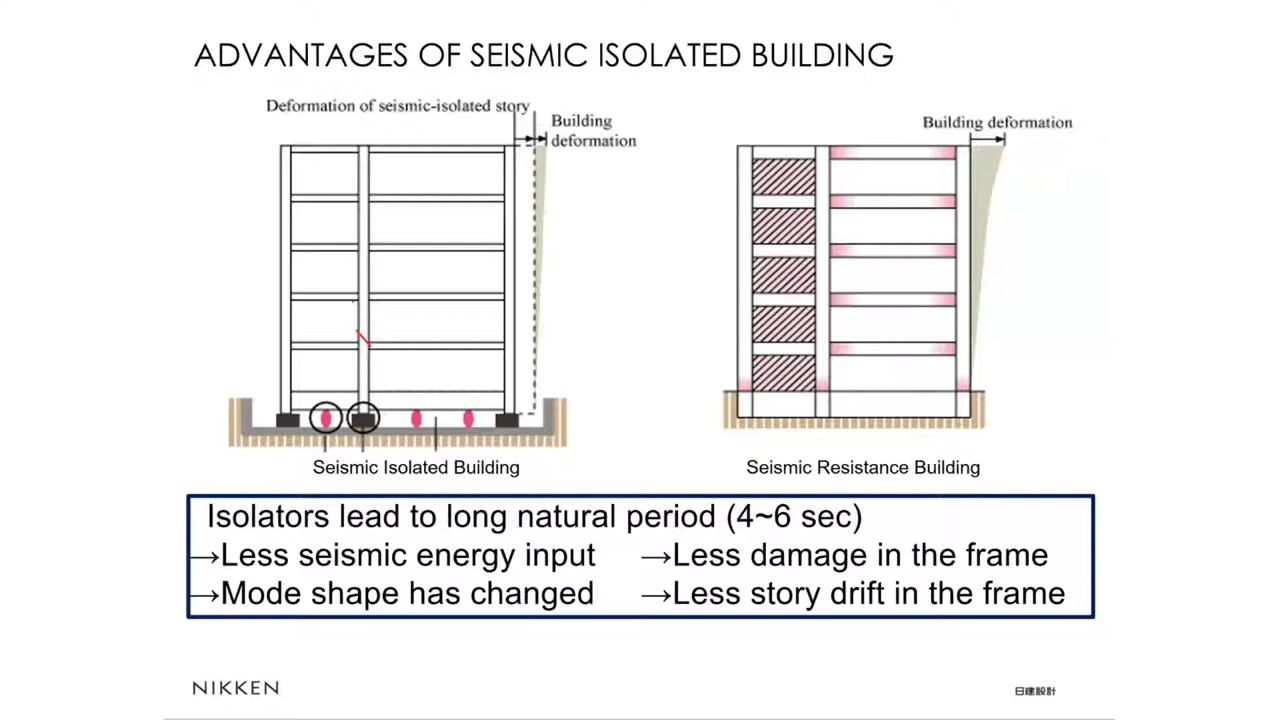 ADVANTAGES OF SEISMIC ISOLATED BUILDING
Deformation of seismic-isolated story
Building
deformation
Building deformation
Seismic Isolated Building
Seismic Resistance Building
Isolators lead to long natural period (4~6 sec)
→Less seismic energy input →Less damage in the frame
→Mode shape has changed →Less story drift in the frame
NIKKEN
日建設計